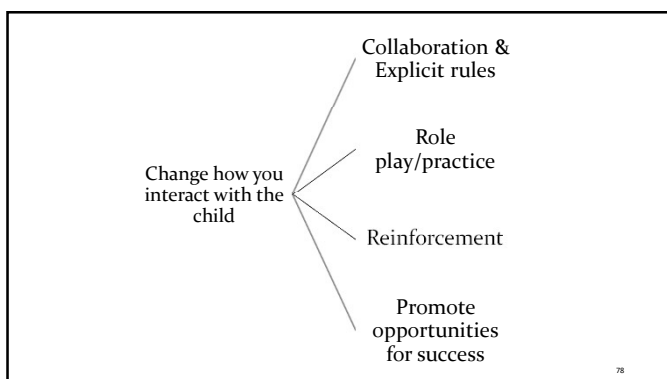 Collaboration &
Explicit rules
Role
play/practice
Change how you
interact with the
child
Reinforcement
Promote
opportunities
for success
78